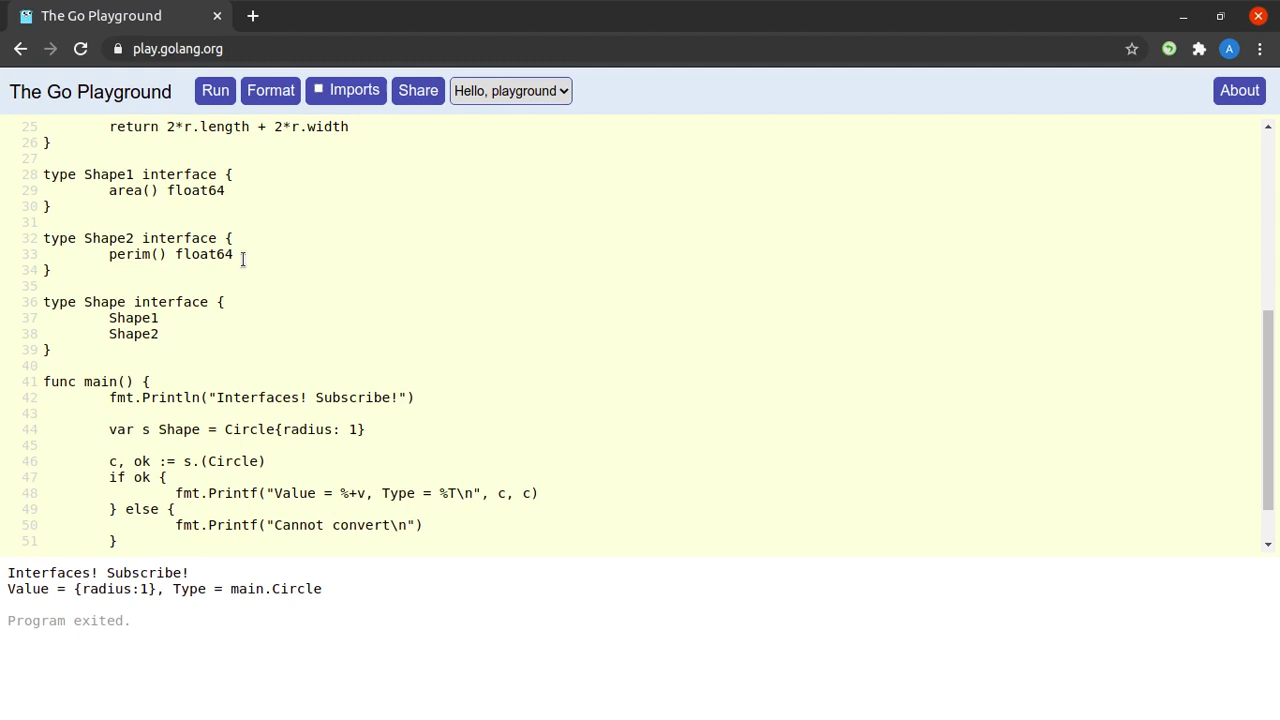 The Go Playground
play.golang.org
A
The Go Playground Run Format Imports Share Hello, playground About
25 return 2*r.length + 2*r.width
26 }
27
28 type Shape1 interface {
29 area() float64
30 }
31
32 type Shape2 interface {
33 perim() float64
34 }
35
36 type Shape interface {
37 Shape1
38 Shape2
39 }
40
41 func main() {
42 fmt.Println("Interfaces! Subscribe!")
43
44 var s Shape = Circle{radius: 1}
45
46 c, ok := s.(Circle)
47 if ok {
48 fmt.Printf("Value = %+v, Type = %T\n", c, c)
49 } else {
50 fmt.Printf("Cannot convert\n")
51 }
Interfaces! Subscribe!
Value = {radius:1}, Type = main.Circle
Program exited.